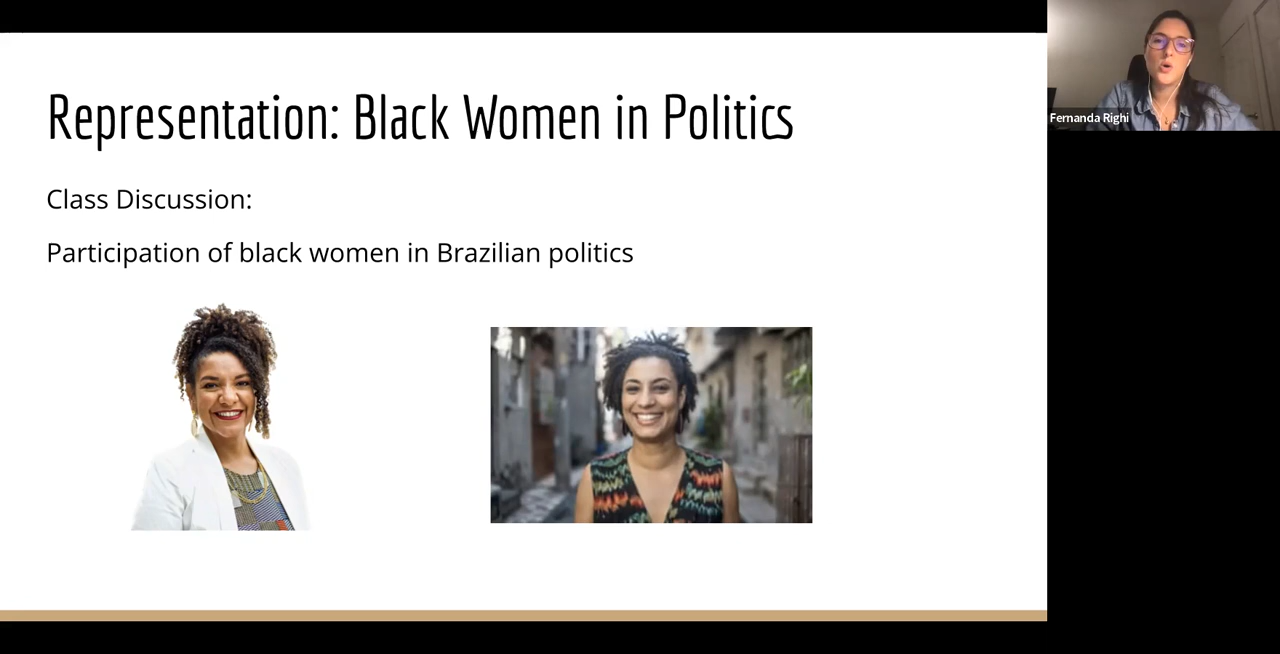 Representation: Black Women in Politics
Class Discussion:
Participation of black women in Brazilian politics
Fernanda Righi